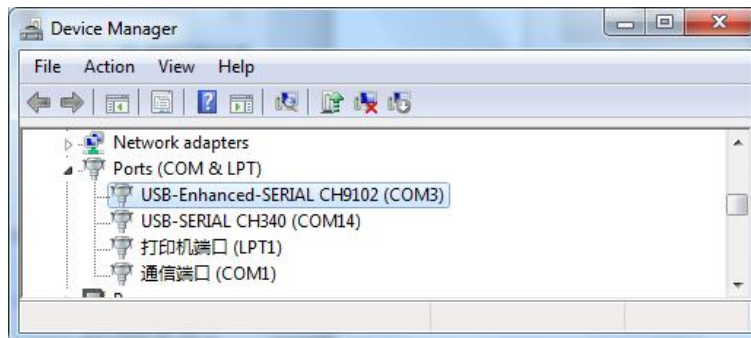 Device Manager
File Action View Help
Network adapters
Ports (COM & LPT)
USB-Enhanced-SERIAL CH9102 (COM3)
USB-SERIAL CH340 (COM14)
打印机端口 (LPT1)
通信端口 (COM1)